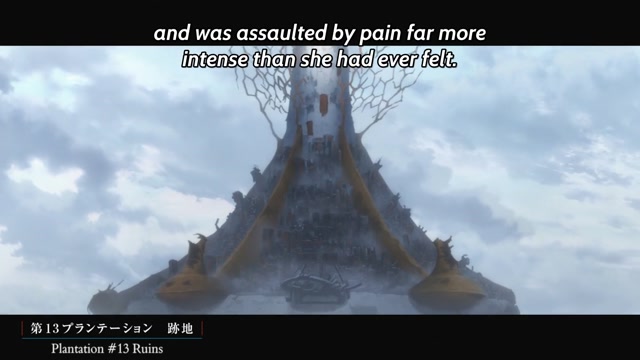 and was assaulted by pain far more
intense than she had ever felt.
第13プランテーション 跡地
Plantation #13 Ruins